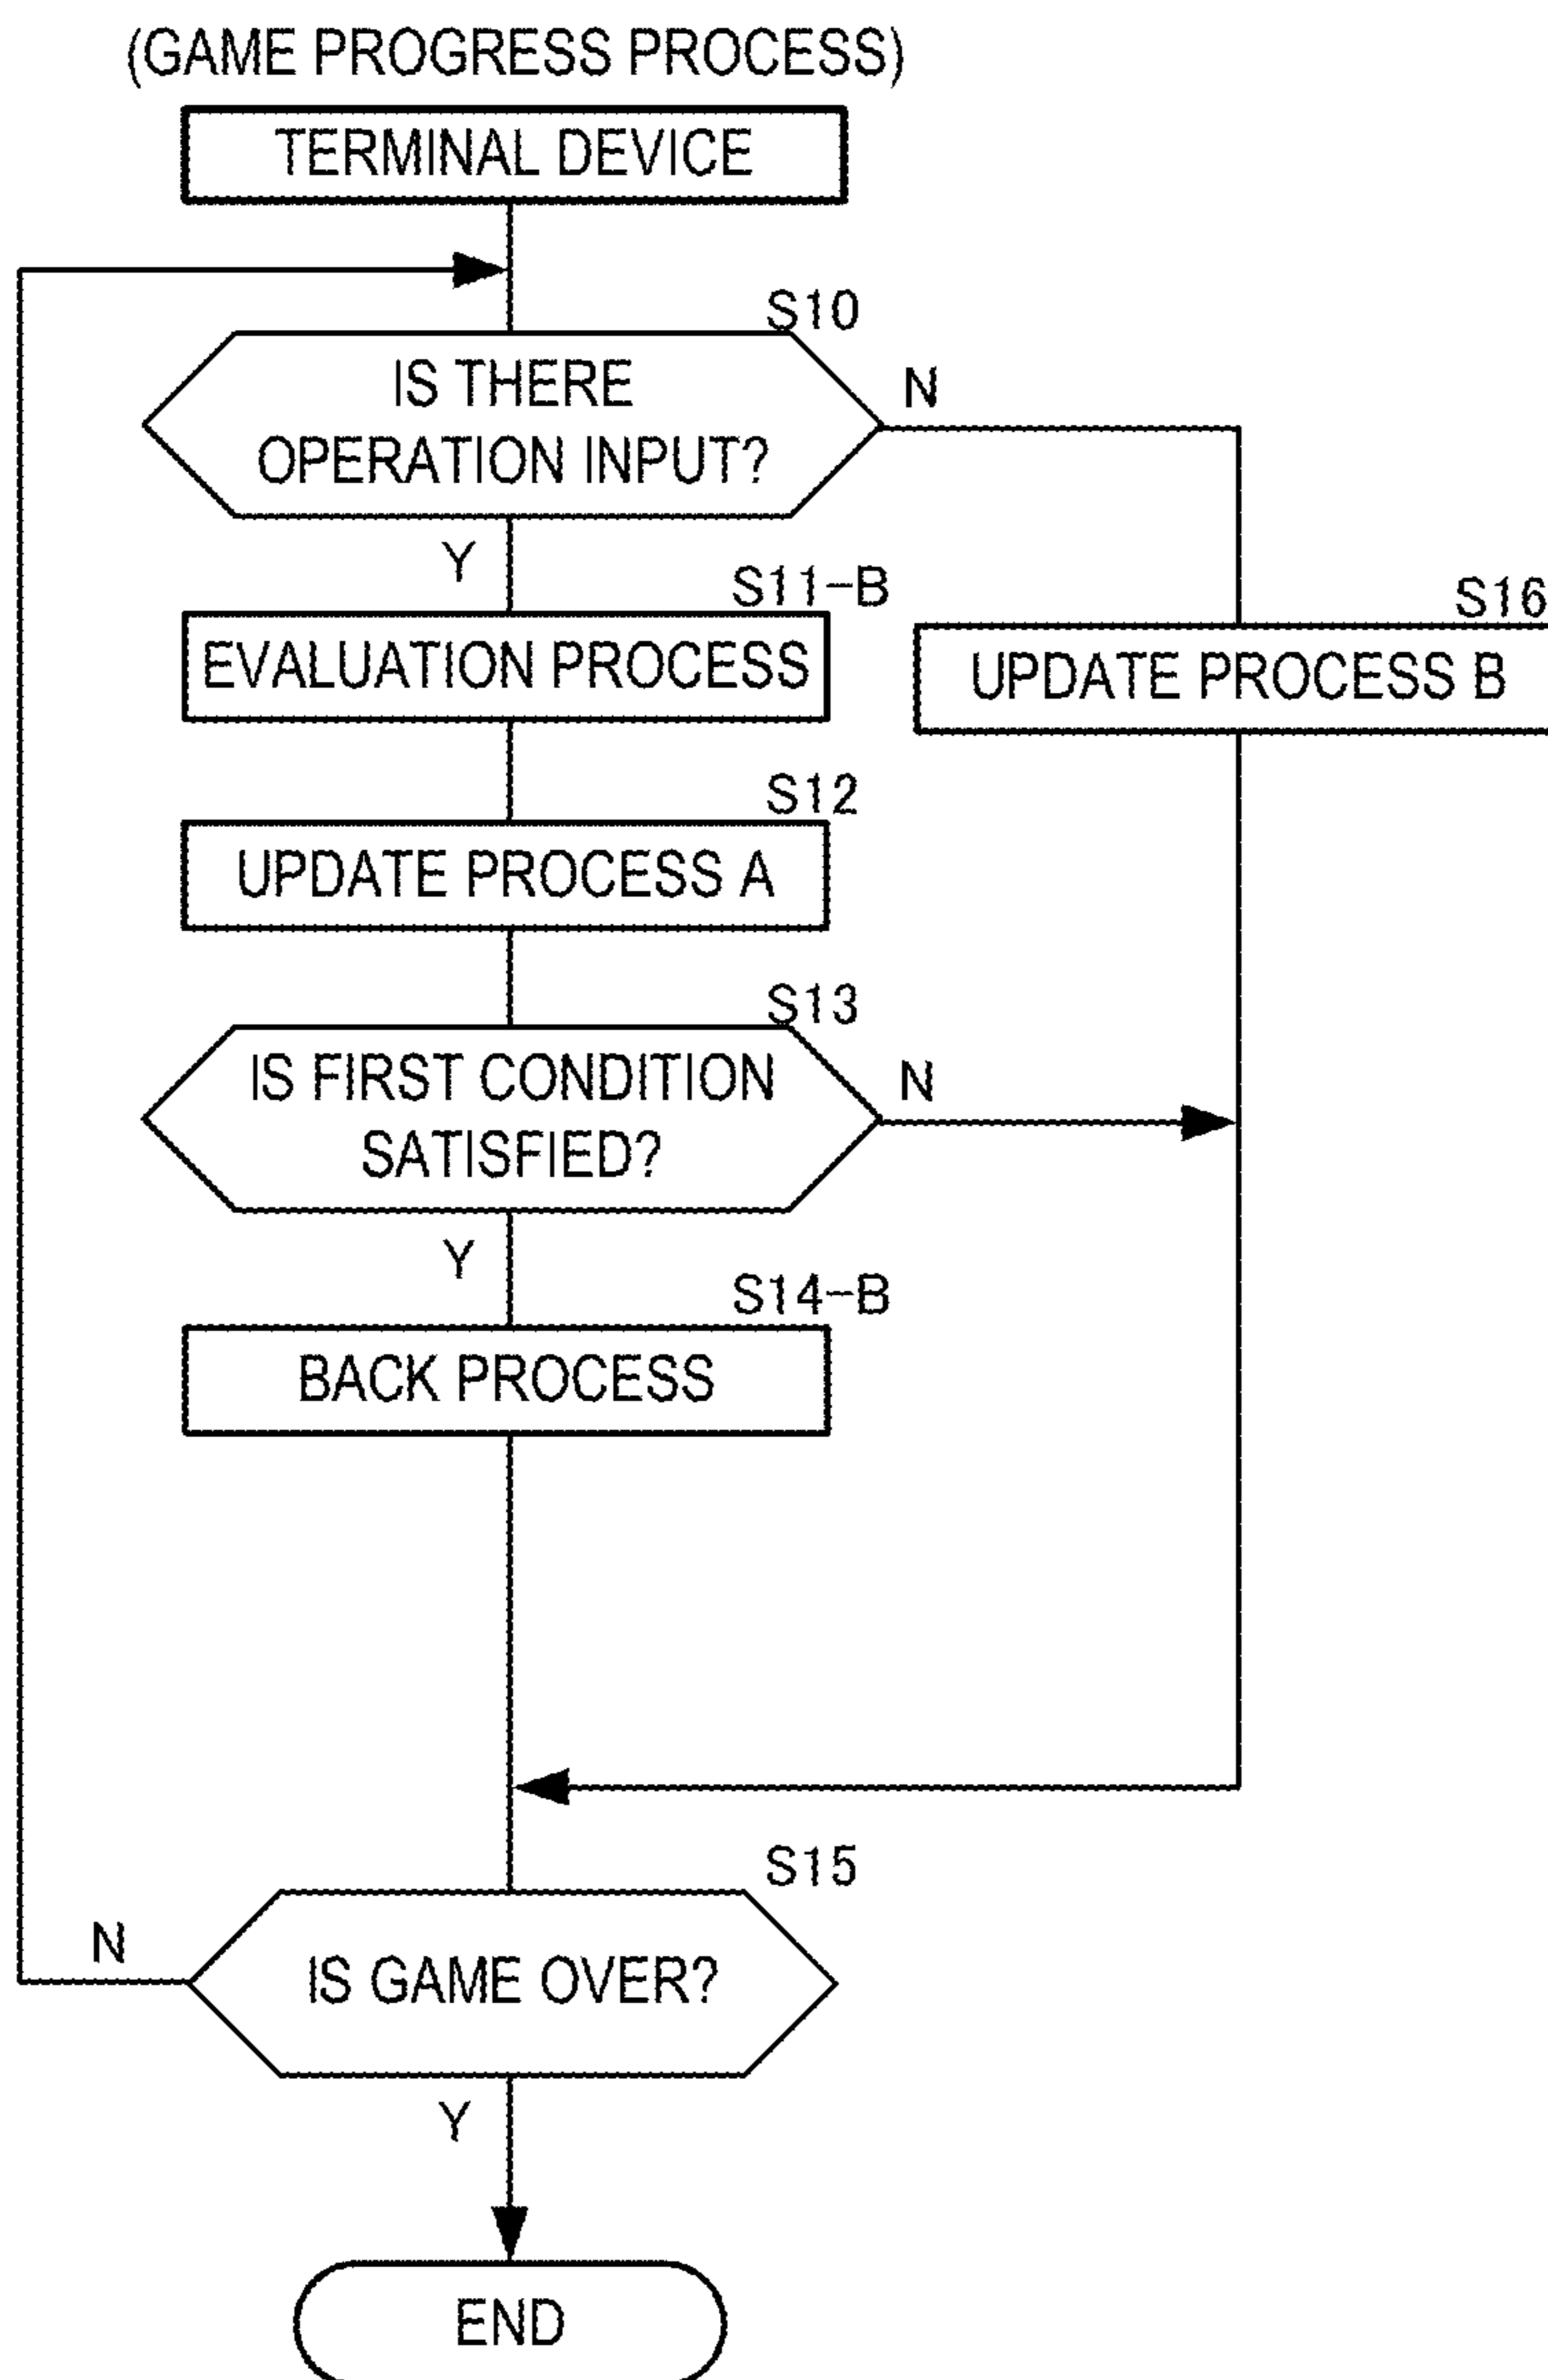 (GAME PROGRESS PROCESS)
TERMINAL DEVICE
S10
IS THERE
OPERATION INPUT?
N
Y
S11-B
EVALUATION PROCESS
S16
UPDATE PROCESS B
S12
UPDATE PROCESS A
S13
IS FIRST CONDITION
SATISFIED?
N
Y
S14-B
BACK PROCESS
S15
IS GAME OVER?
N
Y
END